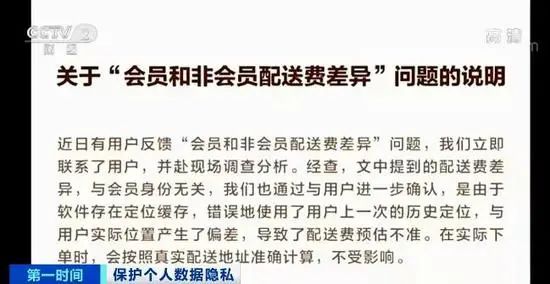 CCTV 2
财经
高清
关于“会员和非会员配送费差异”问题的说明
近日有用户反馈“会员和非会员配送费差异”问题，我们立即
联系了用户，并赴现场调查分析。经查，文中提到的配送费差
异，与会员身份无关，我们也通过与用户进一步确认，是由于
软件存在定位缓存，错误地使用了用户上一次的历史定位，与
用户实际位置产生了偏差，导致了配送费预估不准。在实际下
单时，会按照真实配送地址准确计算，不受影响。
第一时间 保护个人数据隐私